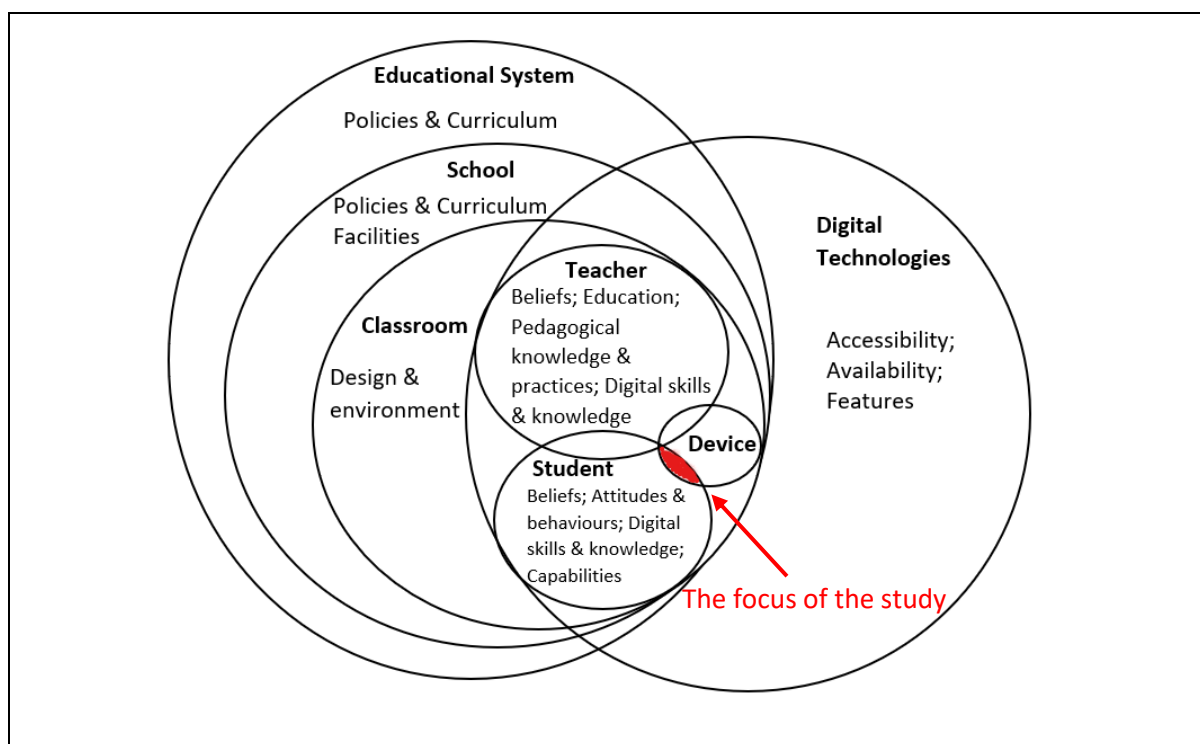 Educational System
Policies & Curriculum
School
Policies & Curriculum
Facilities
Classroom
Design &
environment
Teacher
Beliefs; Education;
Pedagogical
knowledge &
practices; Digital skills
& knowledge
Device
Student
Beliefs; Attitudes &
behaviours; Digital
skills & knowledge;
Capabilities
Digital
Technologies
Accessibility;
Availability;
Features
The focus of the study